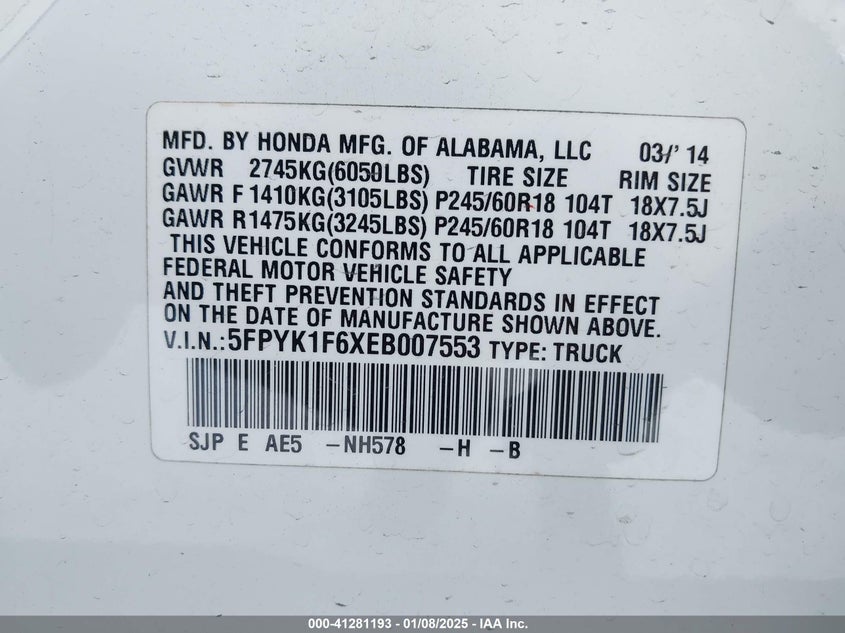 MFD. BY HONDA MFG. OF ALABAMA, LLC 03/' 14
GVWR 2745KG(6050LBS) TIRE SIZE RIM SIZE
GAWR F 1410KG(3105LBS) P245/60R18 104T 18X7.5J
GAWR R1475KG(3245LBS) P245/60R18 104T 18X7.5J
THIS VEHICLE CONFORMS TO ALL APPLICABLE
FEDERAL MOTOR VEHICLE SAFETY
AND THEFT PREVENTION STANDARDS IN EFFECT
ON THE DATE OF MANUFACTURE SHOWN ABOVE.
V.I.N.:5FPYK1F6XEB007553 TYPE: TRUCK
SJP E AE5 -NH578 -H -B
000-41281193 - 01/08/2025 - IAA Inc.